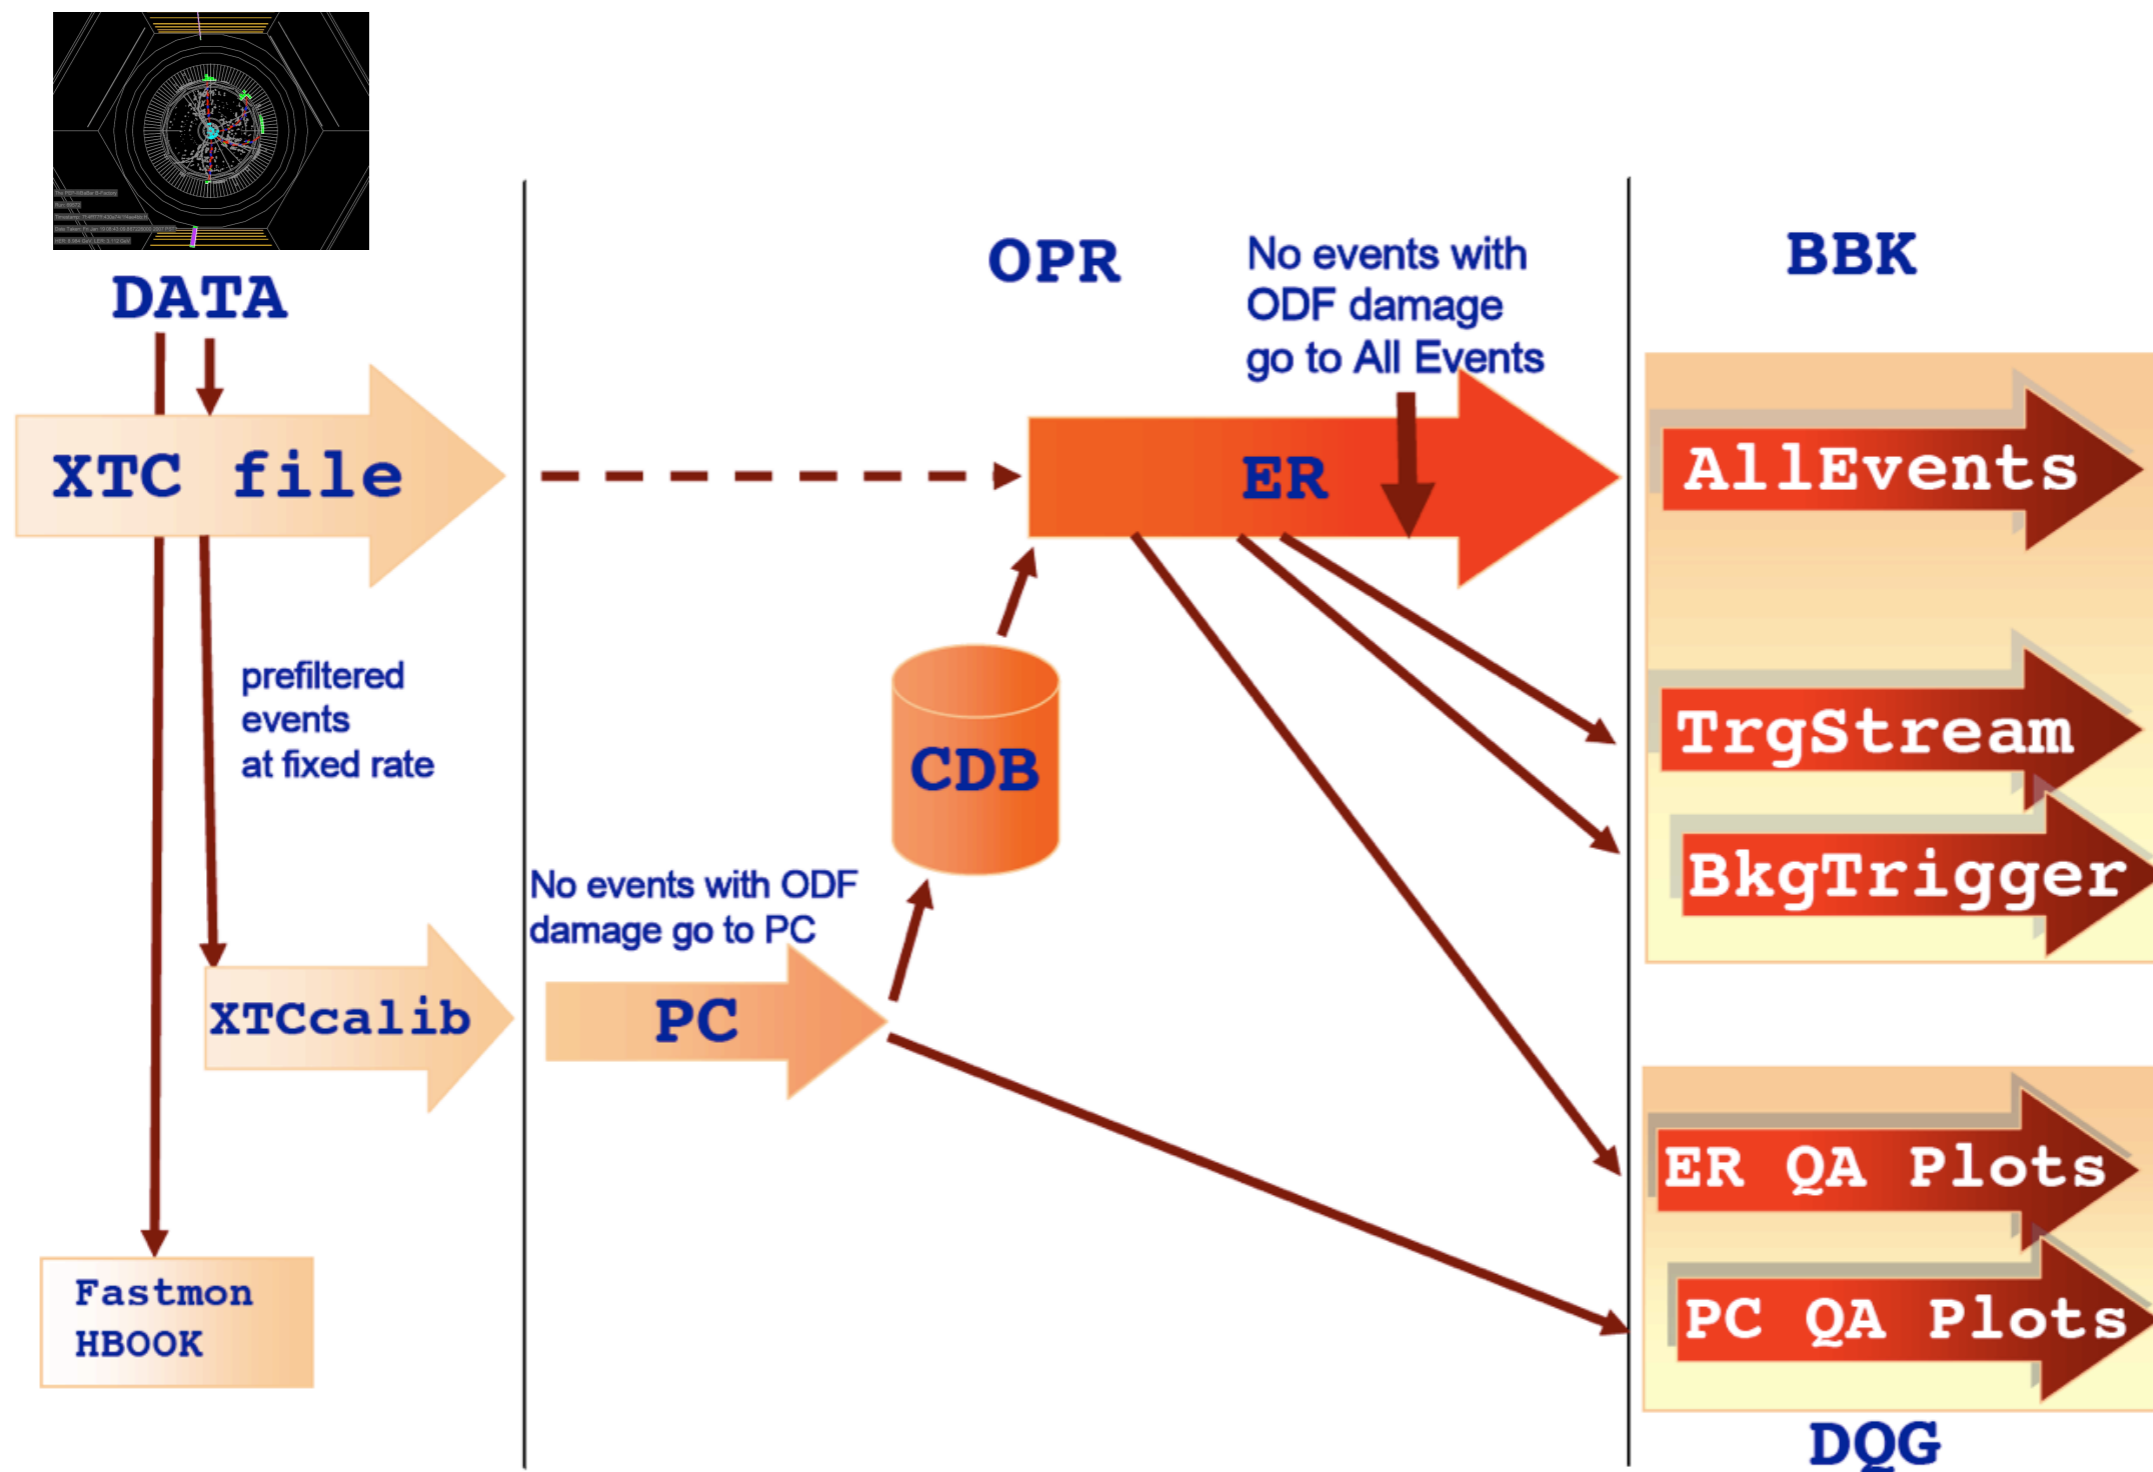 DATA
OPR
No events with
ODF damage
go to All Events
BBK
XTC file
ER
AllEvents
prefiltered
events
at fixed rate
CDB
TrgStream
BkgTrigger
No events with ODF
damage go to PC
XTCcalib
PC
ER QA Plots
Fastmon
HBOOK
PC QA Plots
DQG